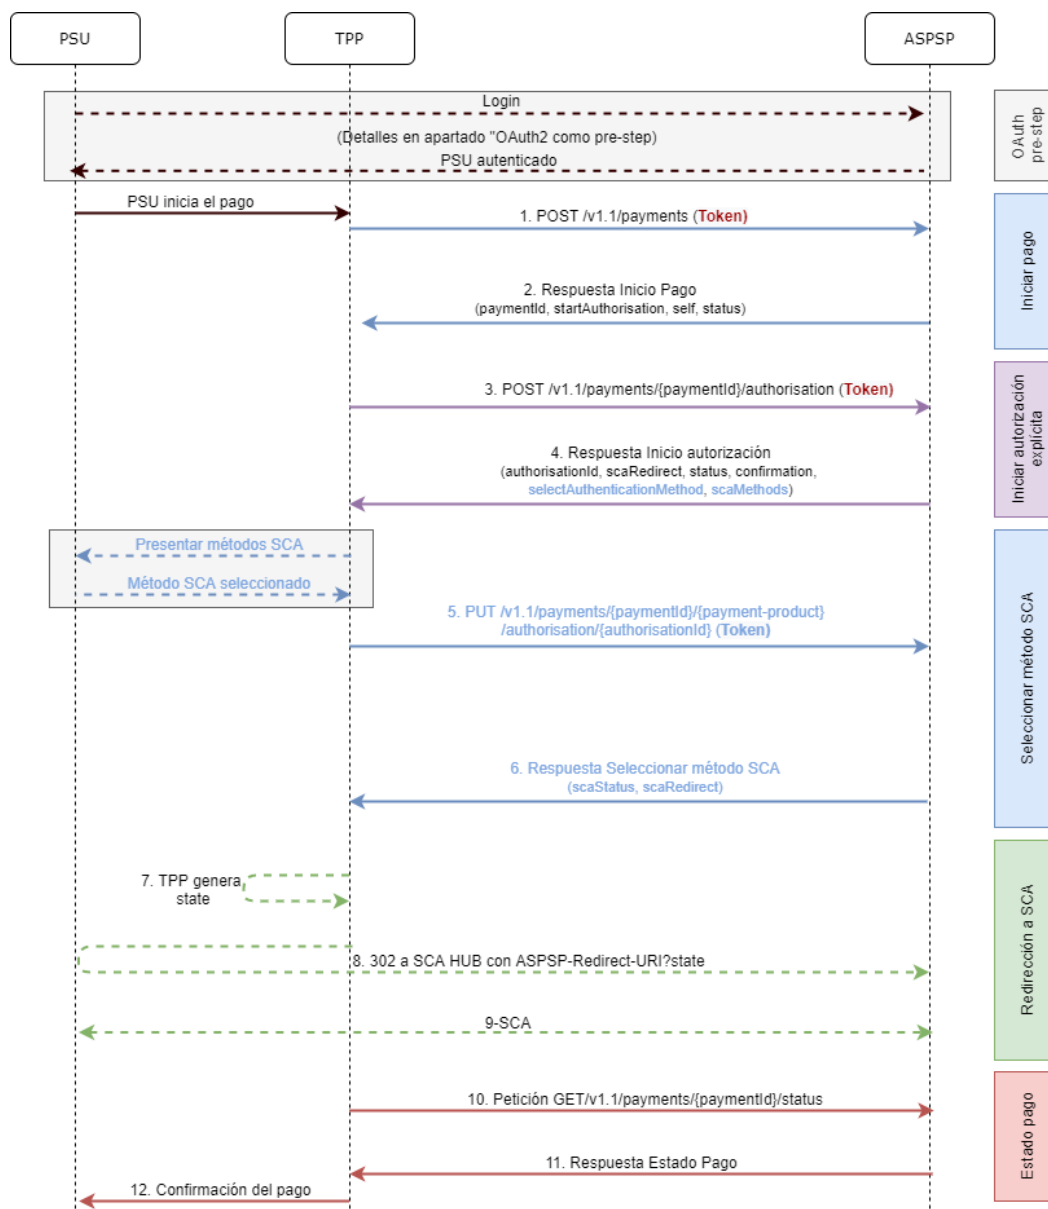 PSU
TPP
ASPSP
Login
(Detalles en apartado "OAuth2 como pre-step)
PSU autenticado
OAuth
pre-step
PSU inicia el pago
1. POST /v1.1/payments (Token)
2. Respuesta Inicio Pago
(paymentId, startAuthorisation, self, status)
Iniciar pago
3. POST /v1.1/payments/{paymentId}/authorisation (Token)
4. Respuesta Inicio autorización
(authorisationId, scaRedirect, status, confirmation,
selectAuthenticationMethod, scaMethods)
Iniciar autorización
explícita
Presentar métodos SCA
Método SCA seleccionado
5. PUT /v1.1/payments/{paymentId}/{payment-product}
/authorisation/{authorisationId} (Token)
6. Respuesta Seleccionar método SCA
(scaStatus, scaRedirect)
Seleccionar método SCA
7. TPP genera
state
8. 302 a SCA HUB con ASPSP-Redirect-URI?state
9-SCA
Redirección a SCA
10. Petición GET/v1.1/payments/{paymentId}/status
11. Respuesta Estado Pago
12. Confirmación del pago
Estado pago